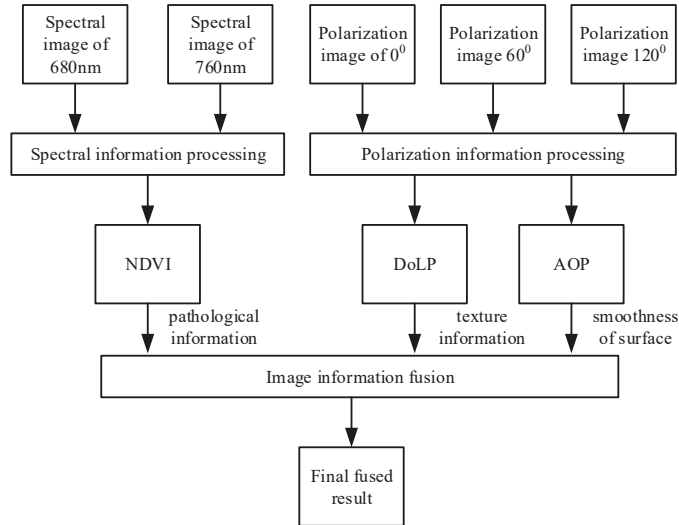 Spectral
image of
680nm
Spectral
image of
760nm
Polarization
image of 0⁰
Polarization
image 60⁰
Polarization
image 120⁰
Spectral information processing
Polarization information processing
NDVI
DoLP
AOP
pathological
information
texture
information
smoothness
of surface
Image information fusion
Final fused
result